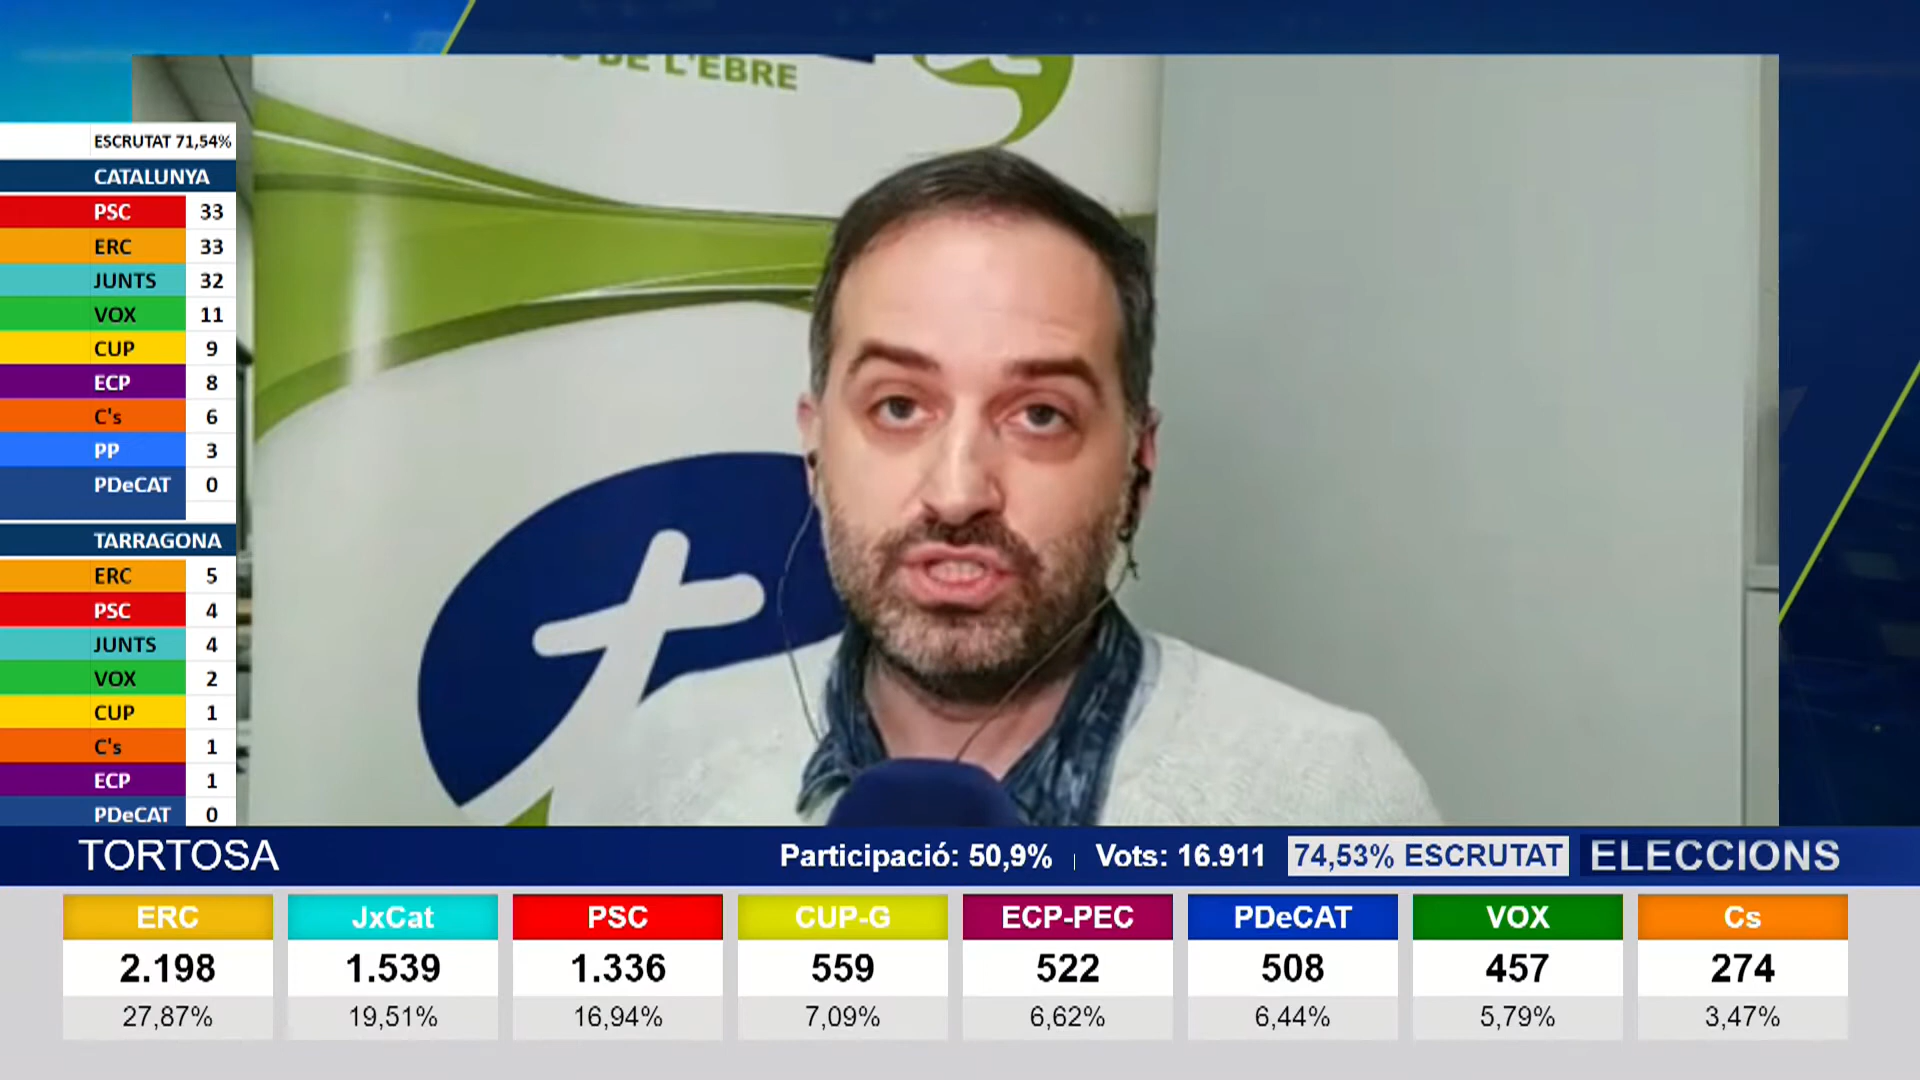 DE L'EBRE
ESCRUTAT 71,54%
CATALUNYA
PSC 33
ERC 33
JUNTS 32
VOX 11
CUP 9
ECP 8
C's 6
PP 3
PDeCAT 0
TARRAGONA
ERC 5
PSC 4
JUNTS 4
VOX 2
CUP 1
C's 1
ECP 1
PDeCAT 0
TORTOSA Participació: 50,9% | Vots: 16.911 74,53% ESCRUTAT ELECCIONS
ERC JxCat PSC CUP-G ECP-PEC PDeCAT VOX Cs
2.198 1.539 1.336 559 522 508 457 274
27,87% 19,51% 16,94% 7,09% 6,62% 6,44% 5,79% 3,47%